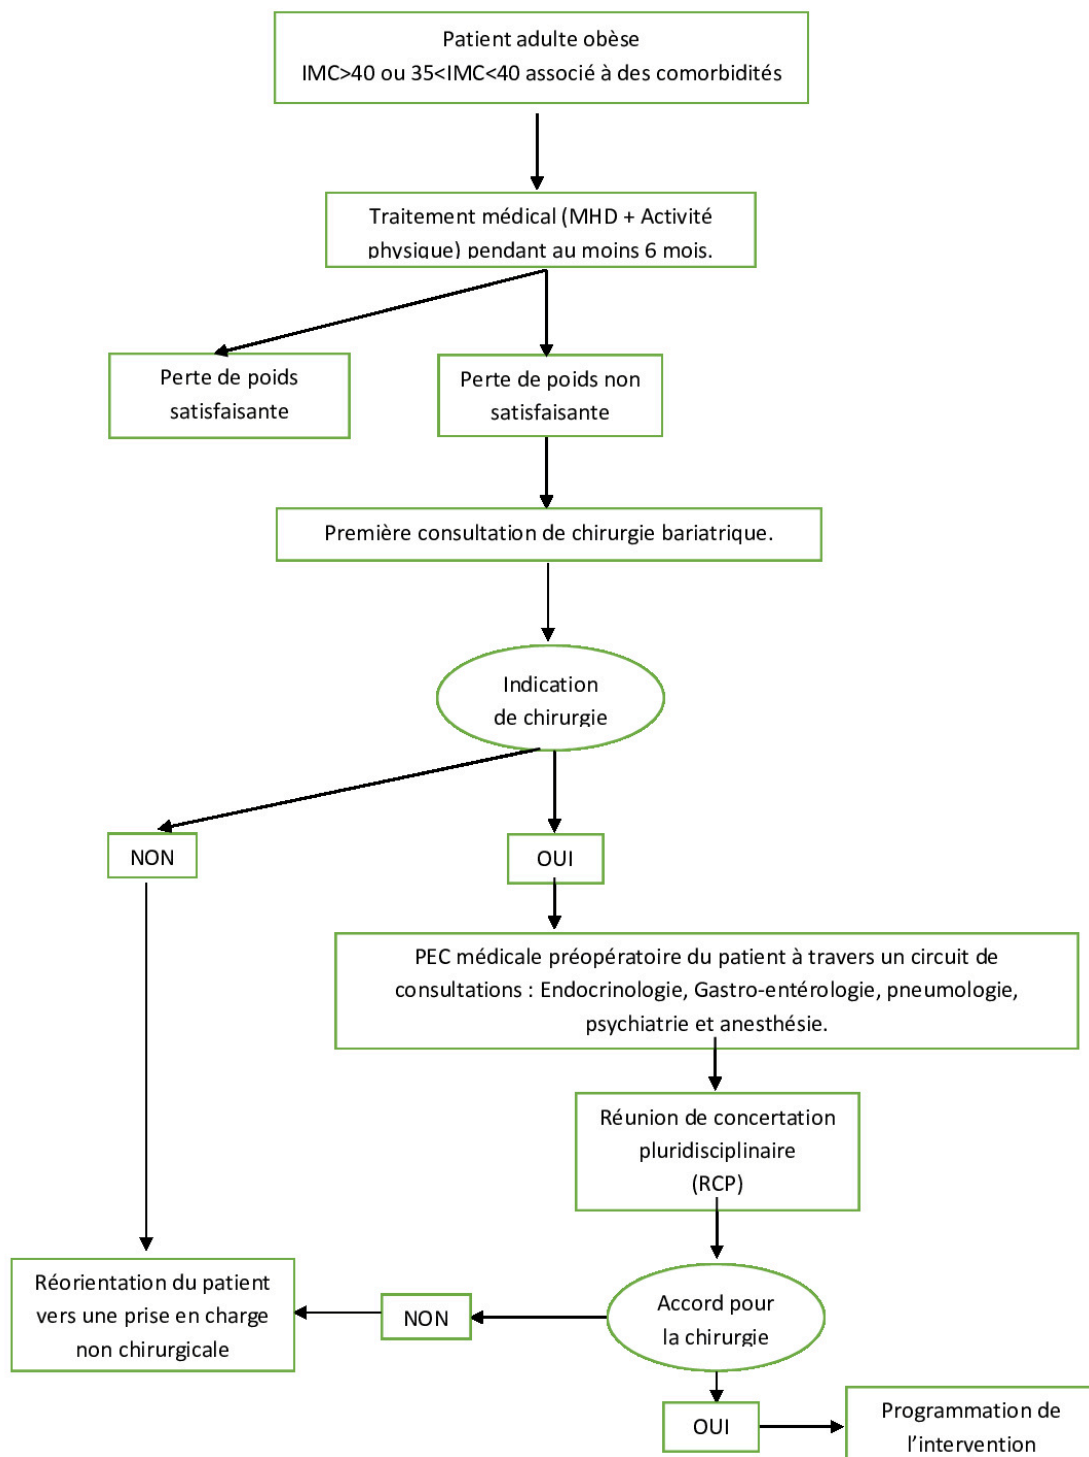 Patient adulte obèse
IMC>40 ou 35<IMC<40 associé à des comorbidités
Traitement médical (MHD + Activité
physique) pendant au moins 6 mois.
Perte de poids
satisfaisante
Perte de poids non
satisfaisante
Première consultation de chirurgie bariatrique.
Indication
de chirurgie
NON
OUI
PEC médicale préopératoire du patient à travers un circuit de
consultations : Endocrinologie, Gastro-entérologie, pneumologie,
psychiatrie et anesthésie.
Réunion de concertation
pluridisciplinaire
(RCP)
Réorientation du patient
vers une prise en charge
non chirurgicale
NON
Accord pour
la chirurgie
OUI
Programmation de
l’intervention